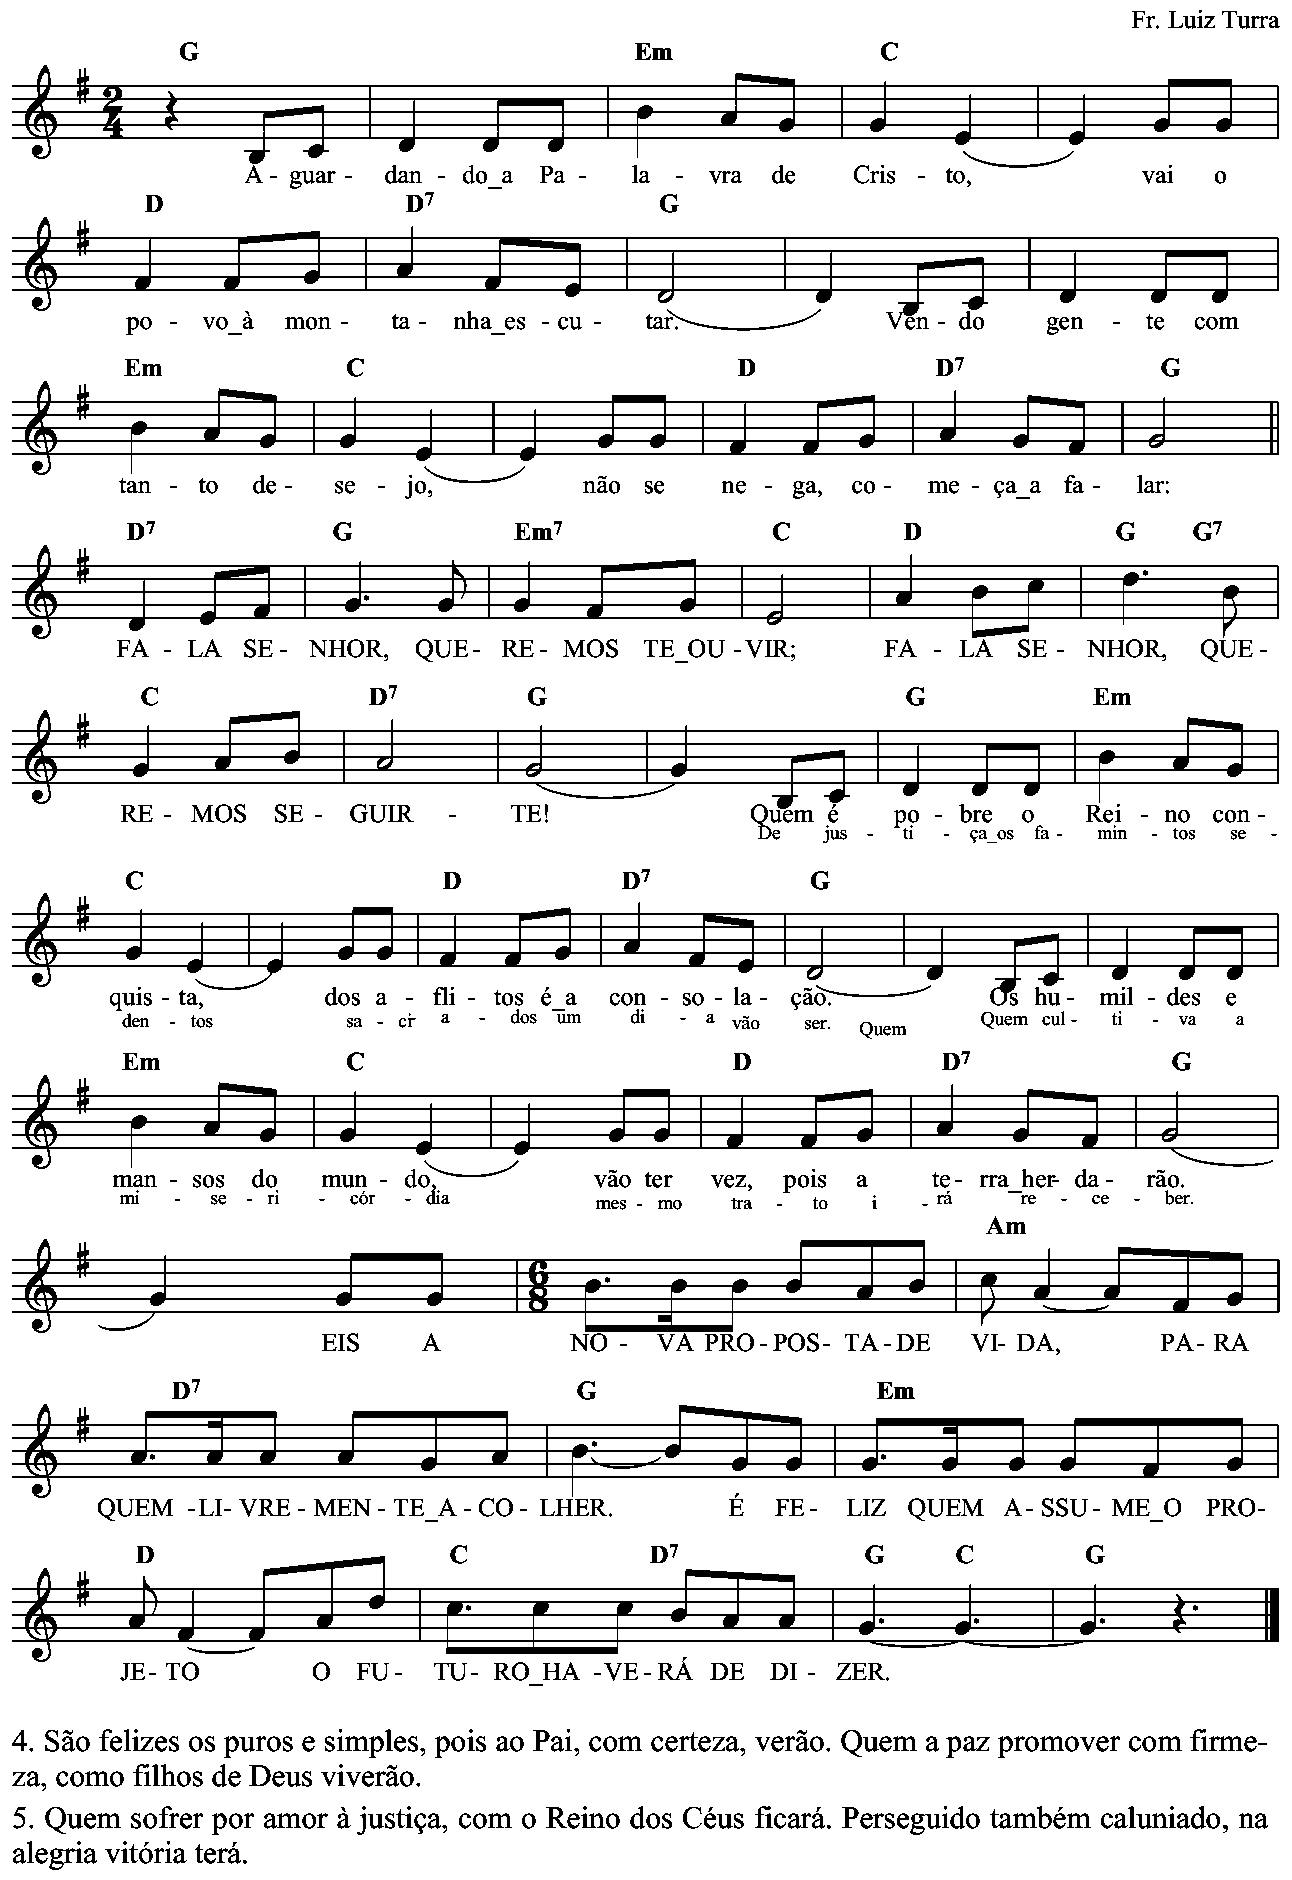 Fr. Luiz Turra
G Em C
2
4
A - guar - dan - do_a Pa - la - vra de Cris - to, vai o
D D7 G
po - vo_à mon - ta - nha_es - cu - tar. Ven - do gen - te com
Em C D D7 G
tan - to de - se - jo, não se ne - ga, co - me - ça_a fa - lar:
D7 G Em7 C D G G7
FA - LA SE - NHOR, QUE - RE - MOS TE_OU - VIR; FA - LA SE - NHOR, QUE -
C D7 G G Em
RE - MOS SE - GUIR - TE! Quem é po - bre o Rei - no con -
De jus - ti - ça_os fa - min - tos se -
C D D7 G
quis - ta, dos a - fli - tos é_a con - so - la - ção. Os hu - mil - des e
den - tos sa - cir a - dos um di - a vão ser. Quem Quem cul - ti - va a
Em C D D7 G
man - sos do mun - do, vão ter vez, pois a te - rra_her - da - rão.
mi - se - ri - cór - dia mes - mo tra - to i - rá - re - ce - ber.
Am
6
8
EIS A NO - VA PRO - POS - TA - DE VI - DA, PA - RA
D7 G Em
QUEM - LI - VRE - MEN - TE_A - CO - LHER. É FE - LIZ QUEM A - SSU - ME_O PRO -
D C D7 G C G
JE - TO O FU - TU - RO_HA - VE - RÁ DE DI - ZER.
4. São felizes os puros e simples, pois ao Pai, com certeza, verão. Quem a paz promover com firme-
za, como filhos de Deus viverão.
5. Quem sofrer por amor à justiça, com o Reino dos Céus ficará. Perseguido também caluniado, na
alegria vitória terá.